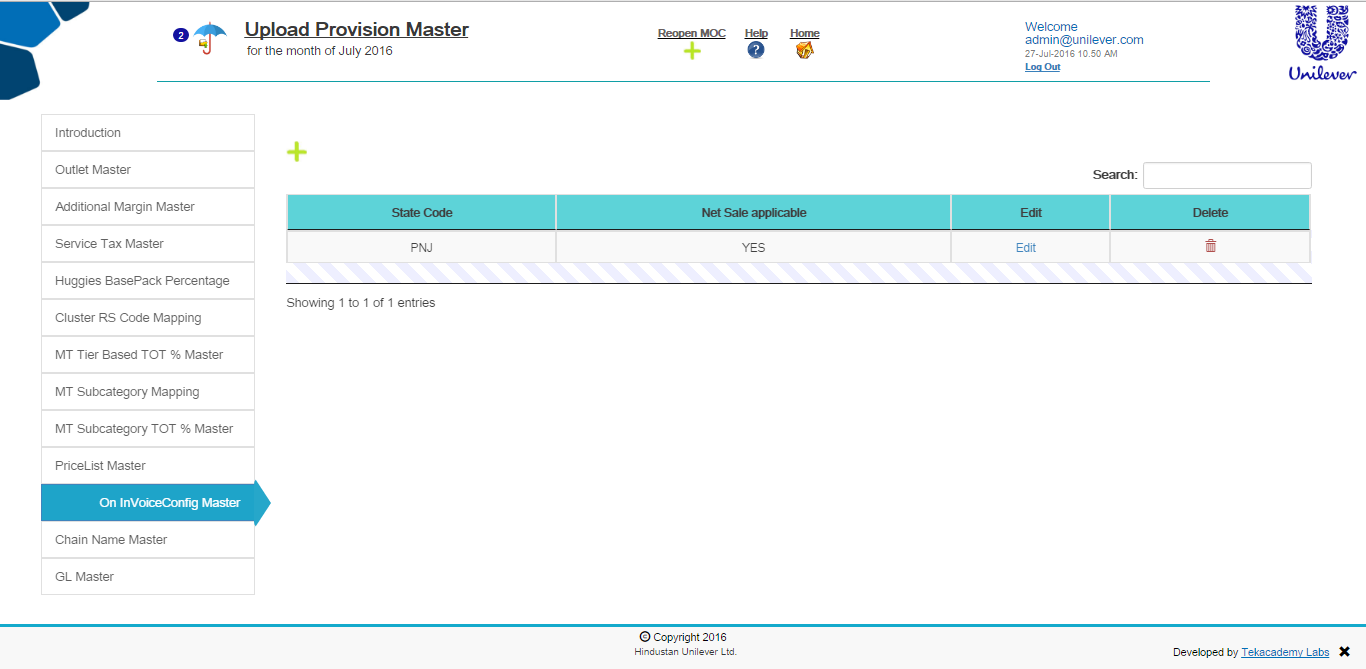 2
Upload Provision Master
for the month of July 2016
Reopen MOC
Help
?
Home
Welcome
admin@unilever.com
27-Jul-2016 10.50 AM
Log Out
Unilever
Introduction
Outlet Master
Additional Margin Master
Service Tax Master
Huggies BasePack Percentage
Cluster RS Code Mapping
MT Tier Based TOT % Master
MT Subcategory Mapping
MT Subcategory TOT % Master
PriceList Master
On InVoiceConfig Master
Chain Name Master
GL Master
Search:
State Code Net Sale applicable Edit Delete
PNJ YES Edit
Showing 1 to 1 of 1 entries
© Copyright 2016
Hindustan Unilever Ltd.
Developed by Tekacademy Labs